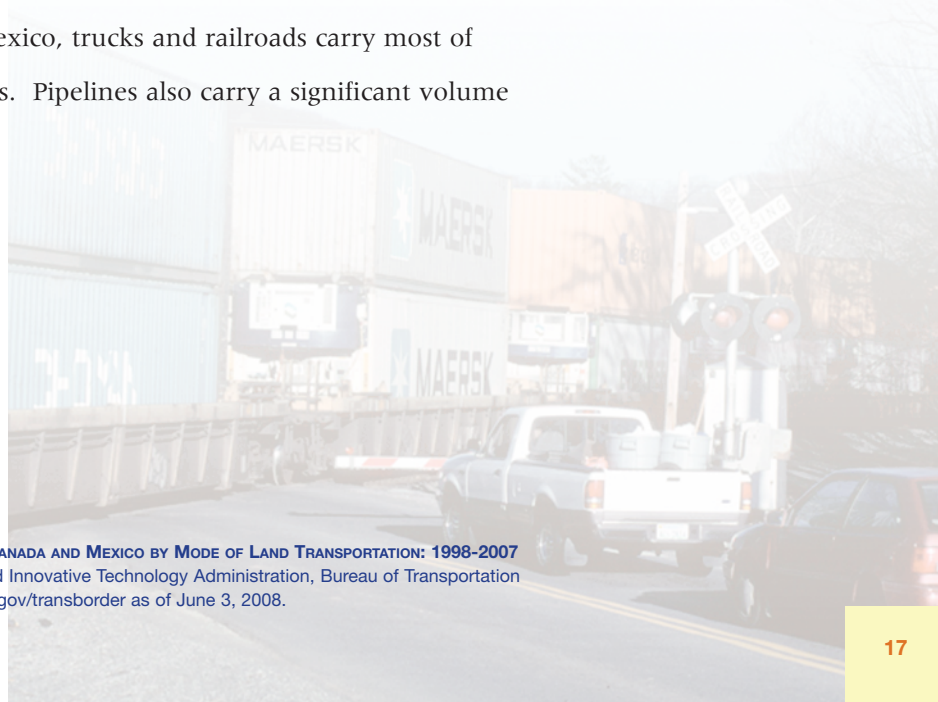 exico, trucks and railroads carry most of
s. Pipelines also carry a significant volume
MAERSK
MAERSK
MAERSK
RAILROAD
CROSSING
ANADA AND MEXICO BY MODE OF LAND TRANSPORTATION: 1998-2007
d Innovative Technology Administration, Bureau of Transportation
gov/transborder as of June 3, 2008.
17